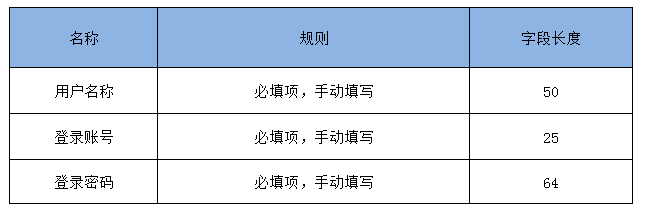 名称 规则 字段长度
用户名称 必填项，手动填写 50
登录账号 必填项，手动填写 25
登录密码 必填项，手动填写 64